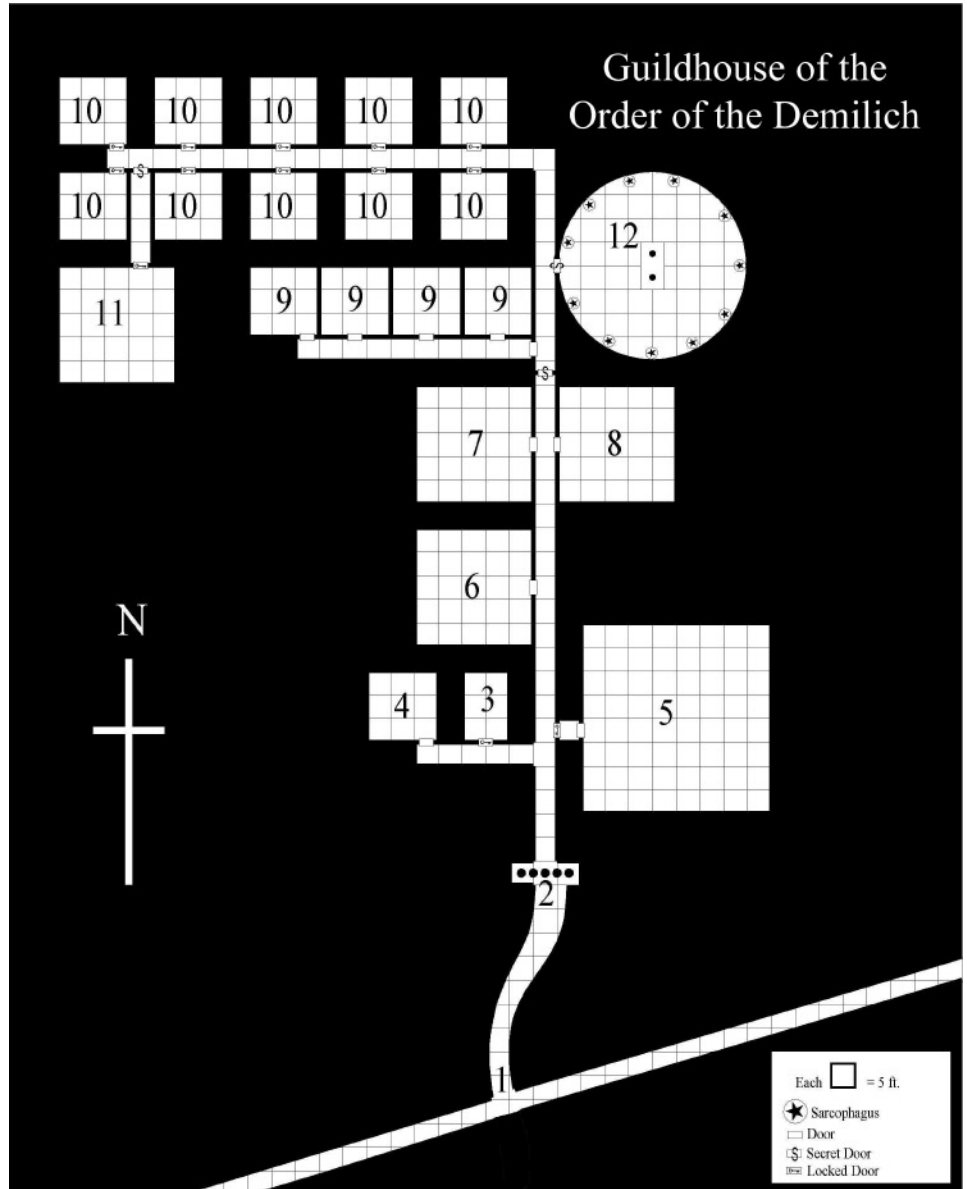 Guildhouse of the
Order of the Demilich
10 10 10 10 10
10 10 10 10 10
12
11
9 9 9 9
7 8
6
N
4 3 5
2
1
Each = 5 ft.
Sarcophagus
Door
Secret Door
Locked Door